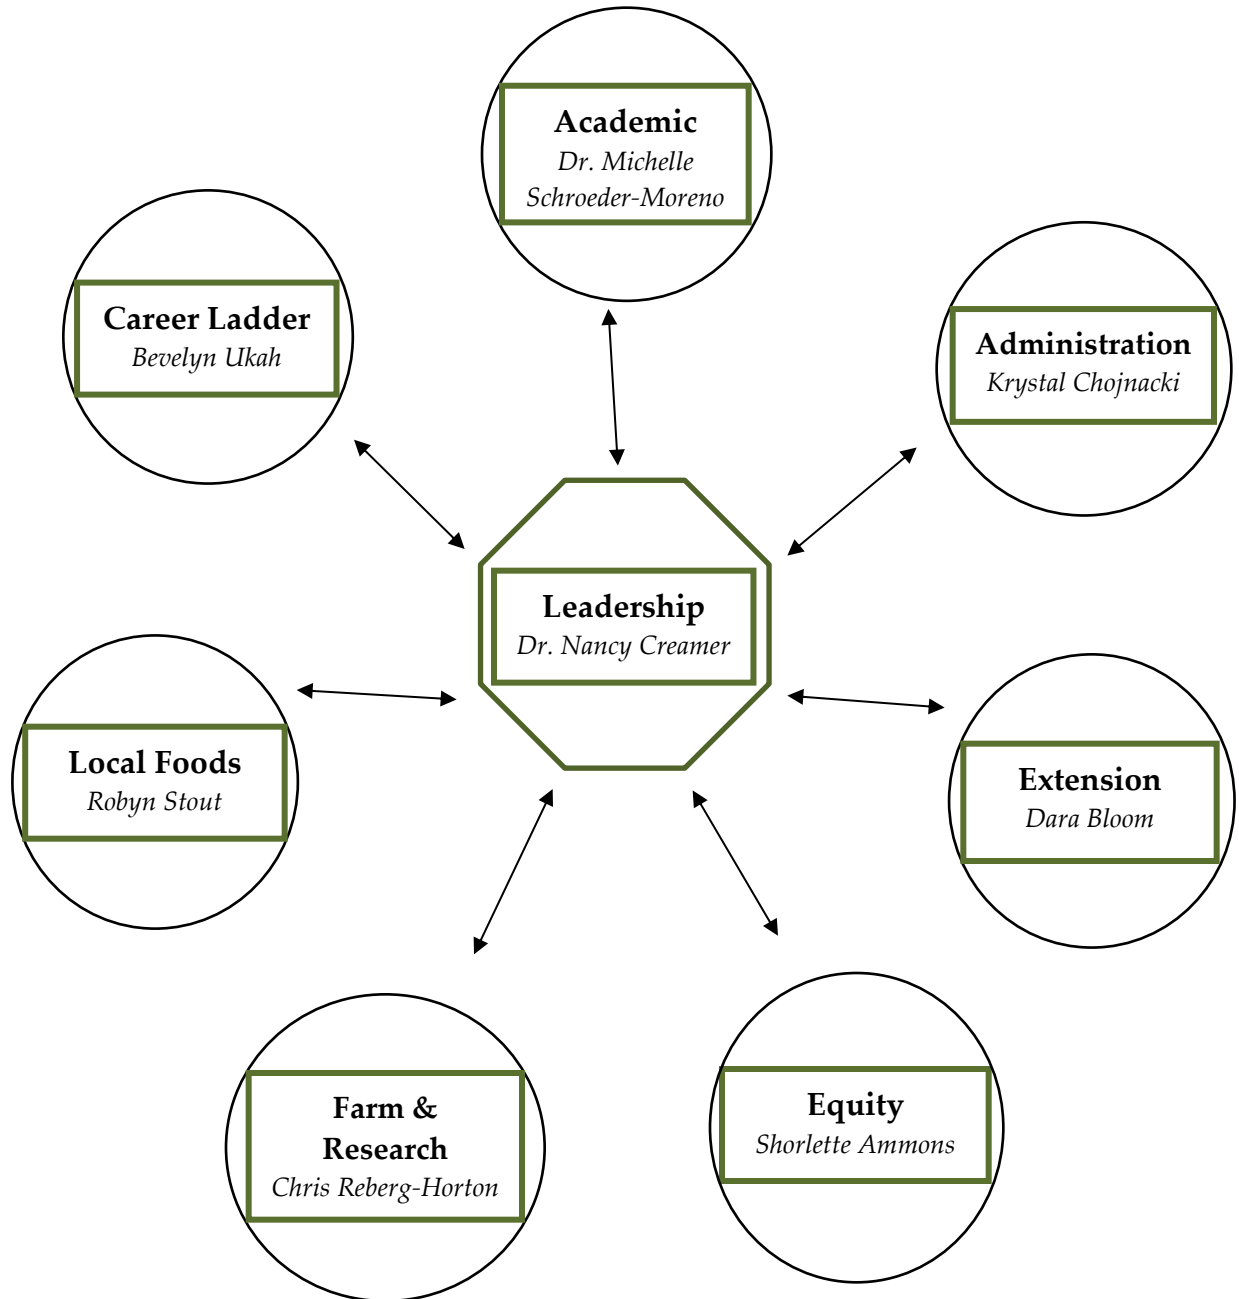 Academic
Dr. Michelle
Schroeder-Moreno
Career Ladder
Bevelyn Ukah
Administration
Krystal Chojnacki
Leadership
Dr. Nancy Creamer
Local Foods
Robyn Stout
Extension
Dara Bloom
Farm &
Research
Chris Reberg-Horton
Equity
Shorlette Ammons